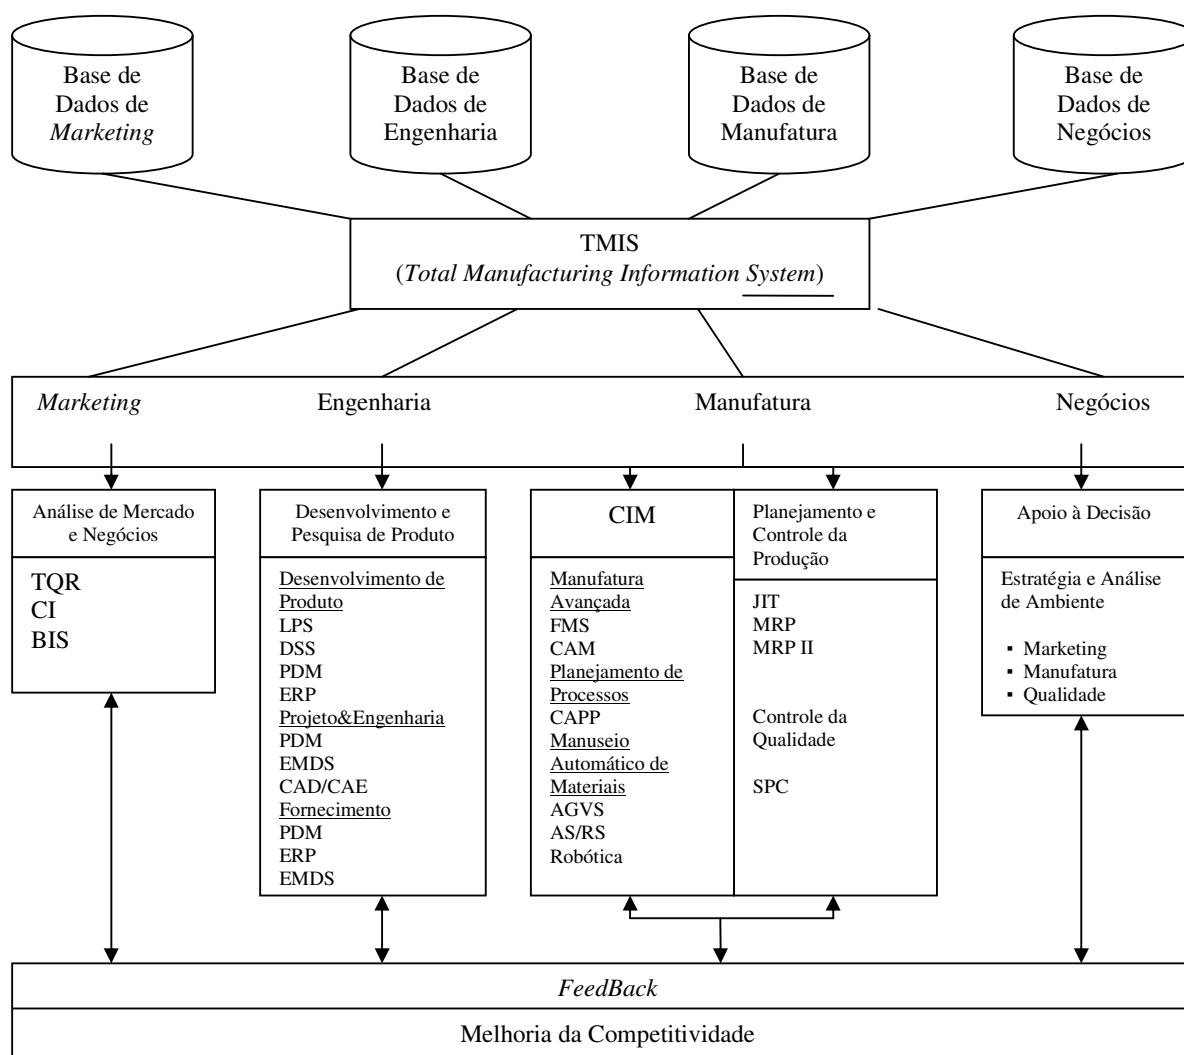 Base de
Dados de
Marketing
Base de
Dados de
Engenharia
Base de
Dados de
Manufatura
Base de
Dados de
Negócios
TMIS
(Total Manufacturing Information System)
Marketing
Engenharia
Manufatura
Negócios
Análise de Mercado
e Negócios
TQR
CI
BIS
Desenvolvimento e
Pesquisa de Produto
Desenvolvimento de
Produto
LPS
DSS
PDM
ERP
Projeto&Engenharia
PDM
EMDS
CAD/CAE
Fornecimento
PDM
ERP
EMDS
CIM
Manufatura
Avançada
FMS
CAM
Planejamento de
Processos
CAPP
Manuseio
Automático de
Materiais
AGVS
AS/RS
Robótica
Planejamento e
Controle da
Produção
JIT
MRP
MRP II
Controle da
Qualidade
SPC
Apoio à Decisão
Estratégia e Análise
de Ambiente
▪ Marketing
▪ Manufatura
▪ Qualidade
FeedBack
Melhoria da Competitividade